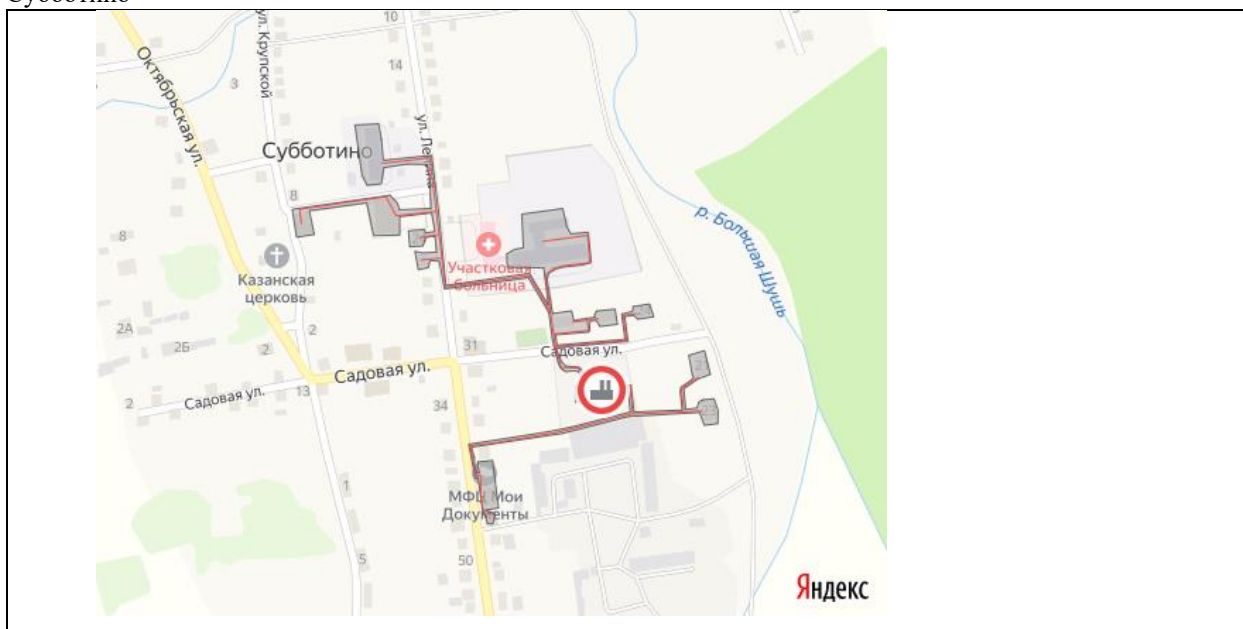 Субботино
10
ул. Крупской
Октябрьская ул.
3
14
ул. Ленина
Субботино
8
8
р. Большая Шушь
Казанская
церковь
Участковая
больница
2А
2Б
2
2
31
Садовая ул.
Садовая ул.
Садовая ул.
2
13
34
23
МФЦ Мои
Документы
1
5
50
Яндекс